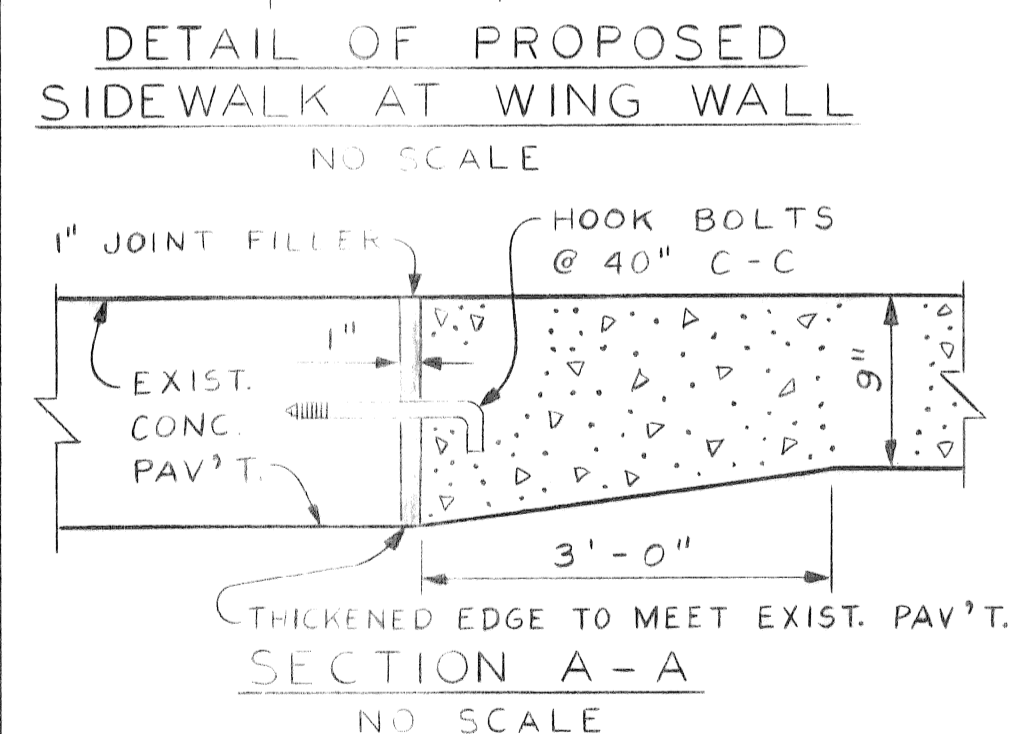 DETAIL OF PROPOSED
SIDEWALK AT WING WALL
NO SCALE
1" JOINT FILLER
HOOK BOLTS
@ 40" C-C
1"
9"
EXIST.
CONC.
PAV'T.
3'-0"
THICKENED EDGE TO MEET EXIST. PAV'T.
SECTION A-A
NO SCALE